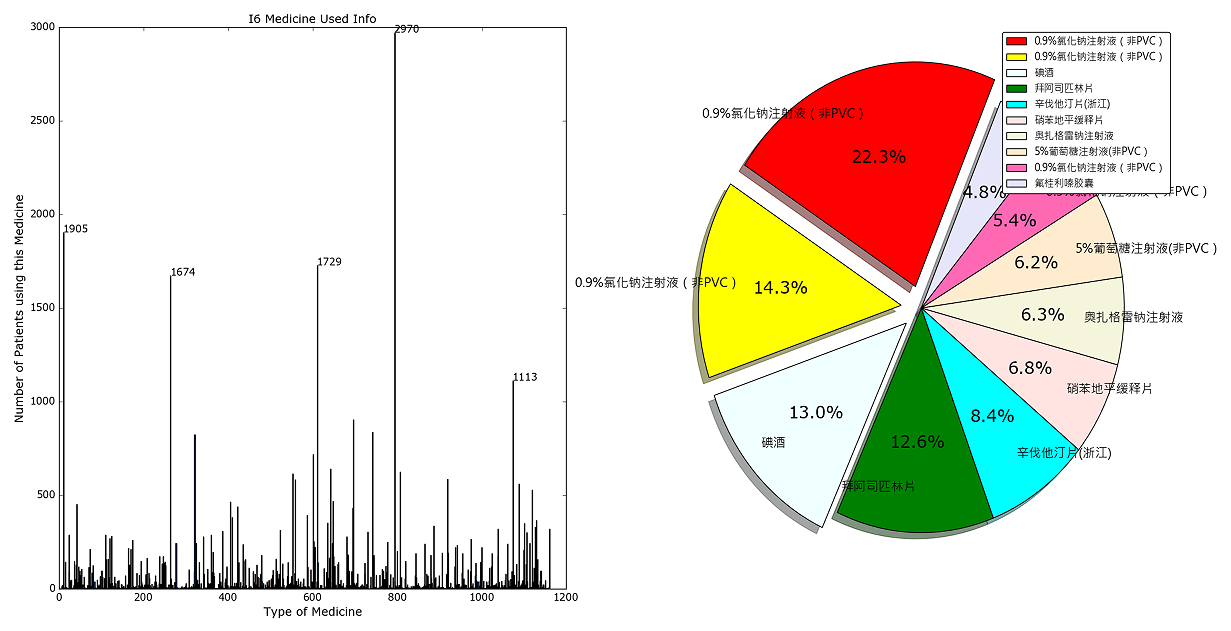 I6 Medicine Used Info
3000
2500
2000
1500
1000
500
0
Number of Patients using this Medicine
1905
1674
1729
2970
1113
0
200
400
600
800
1000
1200
Type of Medicine
0.9%氯化钠注射液(非PVC)
0.9%氯化钠注射液(非PVC)
碘酒
拜阿司匹林片
辛伐他汀片(浙江)
硝苯地平缓释片
奥扎格雷钠注射液
5%葡萄糖注射液(非PVC)
0.9%氯化钠注射液(非PVC)
氟桂利嗪胶囊
0.9%氯化钠注射液(非PVC)
22.3%
0.9%氯化钠注射液(非PVC)
14.3%
碘酒
13.0%
拜阿司匹林片
12.6%
辛伐他汀片(浙江)
8.4%
硝苯地平缓释片
6.8%
奥扎格雷钠注射液
6.3%
5%葡萄糖注射液(非PVC)
6.2%
5.4%
4.8%